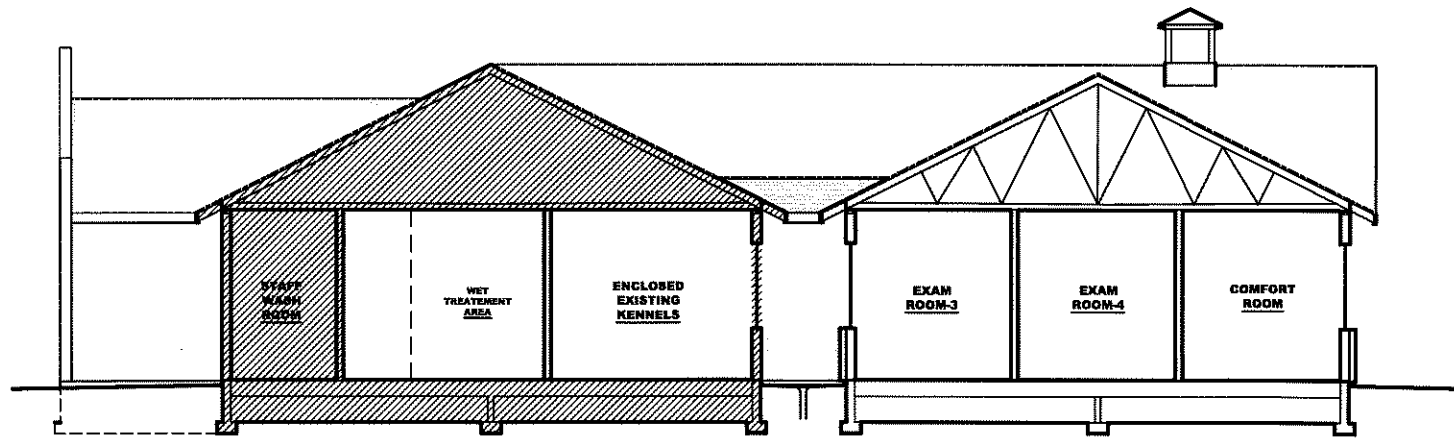 STAFF
WASH
ROOM
WET
TREATEMENT
AREA
ENCLOSED
EXISTING
KENNELS
EXAM
ROOM-3
EXAM
ROOM-4
COMFORT
ROOM